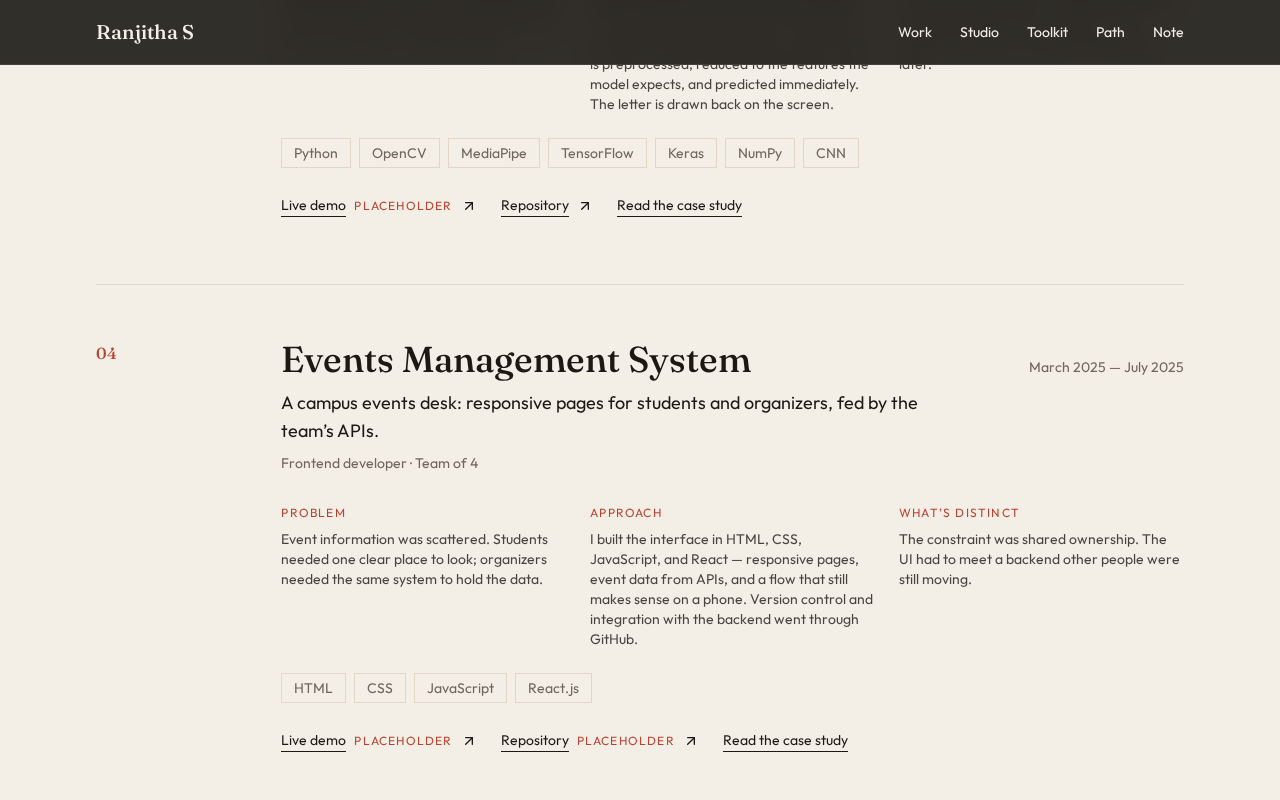 Ranjitha S
Work Studio Toolkit Path Note
is preprocessed, reduced to the features the
later.
model expects, and predicted immediately.
The letter is drawn back on the screen.
Python OpenCV MediaPipe TensorFlow Keras NumPy CNN
Live demo PLACEHOLDER Repository Read the case study
04
Events Management System
March 2025 — July 2025
A campus events desk: responsive pages for students and organizers, fed by the
team’s APIs.
Frontend developer · Team of 4
PROBLEM
Event information was scattered. Students
needed one clear place to look; organizers
needed the same system to hold the data.
APPROACH
I built the interface in HTML, CSS,
JavaScript, and React — responsive pages,
event data from APIs, and a flow that still
makes sense on a phone. Version control and
integration with the backend went through
GitHub.
WHAT’S DISTINCT
The constraint was shared ownership. The
UI had to meet a backend other people were
still moving.
HTML CSS JavaScript React.js
Live demo PLACEHOLDER Repository PLACEHOLDER Read the case study